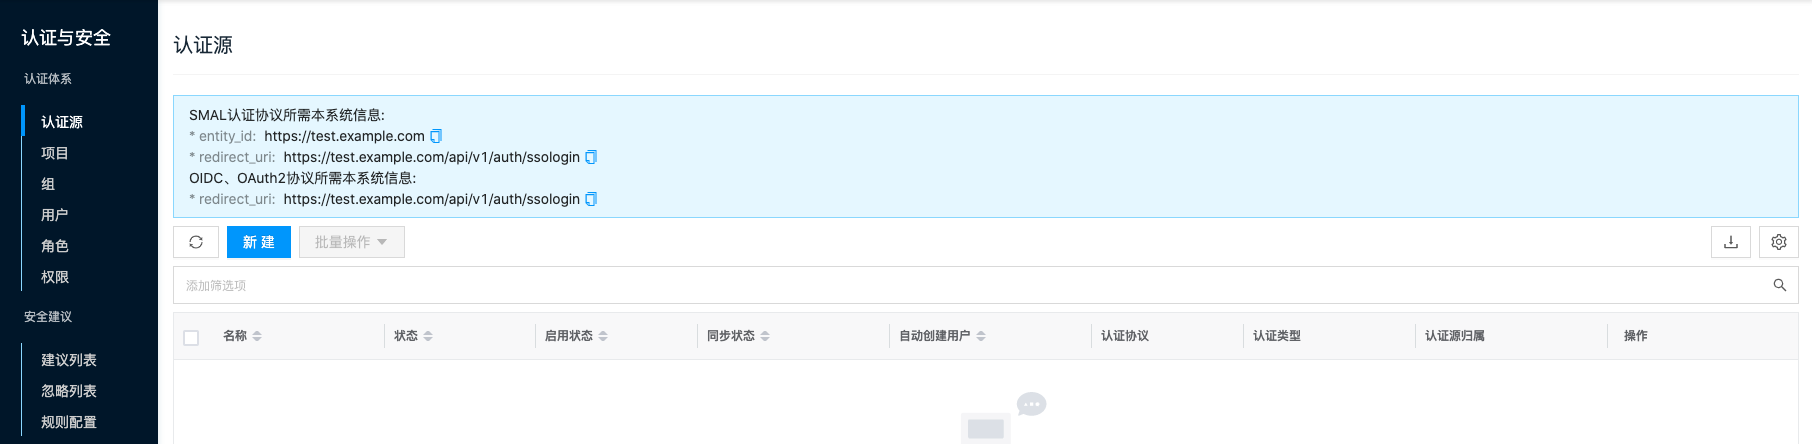 认证与安全
认证体系
认证源
项目
组
用户
角色
权限
安全建议
建议列表
忽略列表
规则配置
认证源
SMAL认证协议所需本系统信息:
* entity_id: https://test.example.com
* redirect_uri: https://test.example.com/api/v1/auth/ssologin
OIDC、OAuth2协议所需本系统信息:
* redirect_uri: https://test.example.com/api/v1/auth/ssologin
新 建 批量操作
添加筛选项
名称 状态 启用状态 同步状态 自动创建用户 认证协议 认证类型 认证源归属 操作